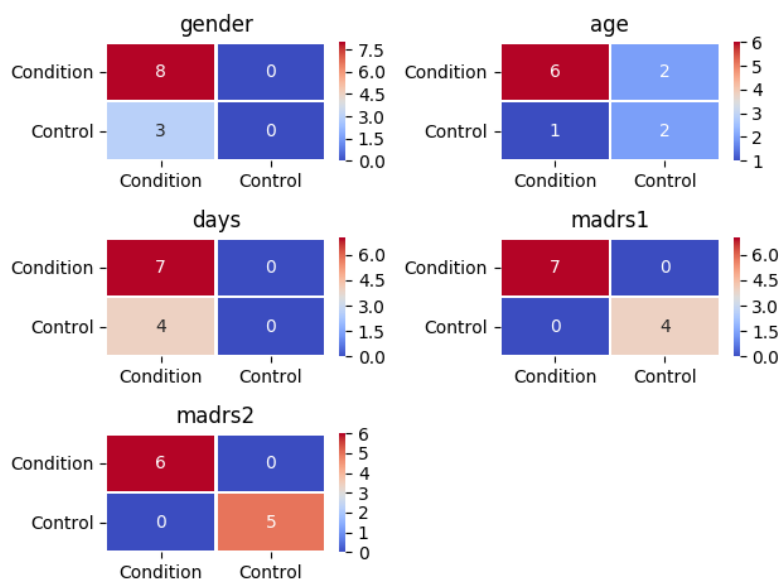 gender
Condition
Control
8 0
3 0
Condition Control
7.5
6.0
4.5
3.0
1.5
0.0
age
Condition
Control
6 2
1 2
Condition Control
6
5
4
3
2
1
days
Condition
Control
7 0
4 0
Condition Control
6.0
4.5
3.0
1.5
0.0
madrs1
Condition
Control
7 0
0 4
Condition Control
6.0
4.5
3.0
1.5
0.0
madrs2
Condition
Control
6 0
0 5
Condition Control
6
5
4
3
2
1
0